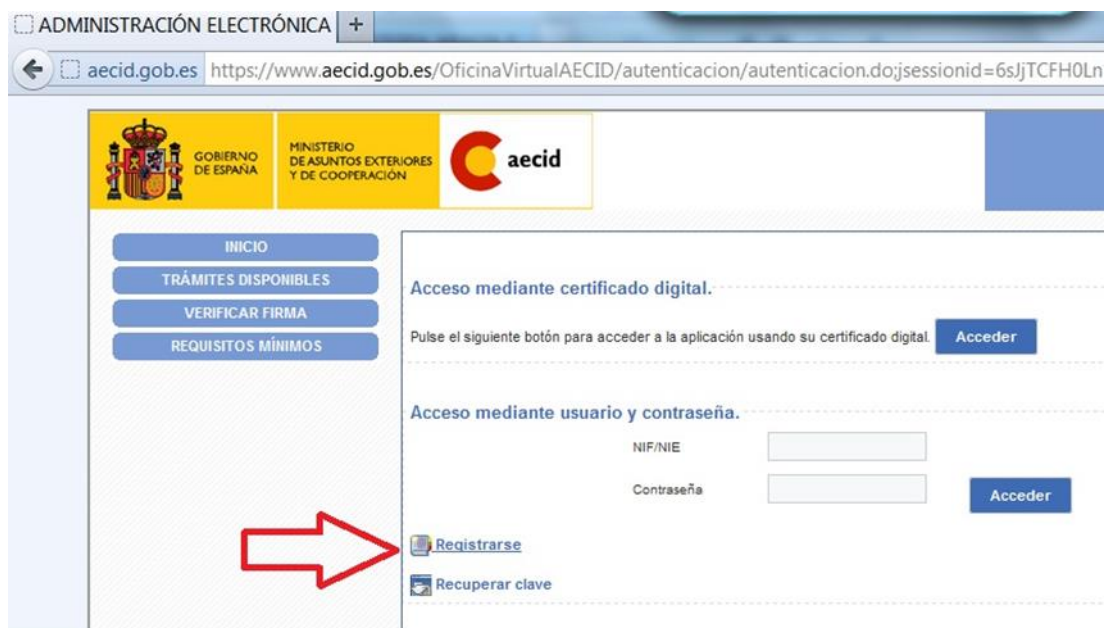 ADMINISTRACIÓN ELECTRÓNICA +
aecid.gob.es https://www.aecid.gob.es/OficinaVirtualAECID/autenticacion/autenticacion.do;jsessionid=6sJjTCFH0Ln
GOBIERNO
DE ESPAÑA
MINISTERIO
DE ASUNTOS EXTERIORES
Y DE COOPERACIÓN
aecid
INICIO
TRÁMITES DISPONIBLES
VERIFICAR FIRMA
REQUISITOS MÍNIMOS
Acceso mediante certificado digital.
Pulse el siguiente botón para acceder a la aplicación usando su certificado digital. Acceder
Acceso mediante usuario y contraseña.
NIF/NIE
Contraseña Acceder
Registrarse
Recuperar clave